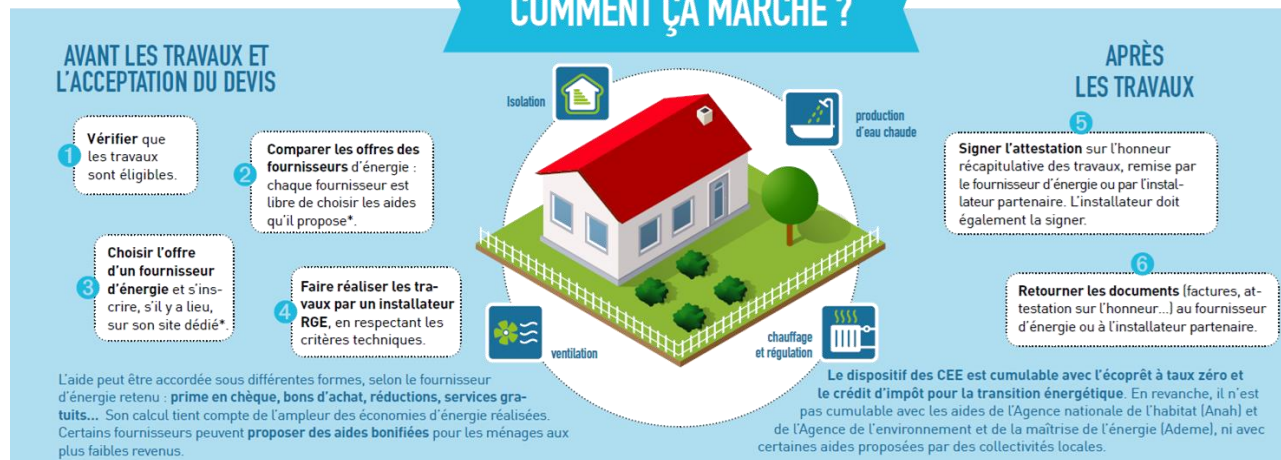 COMMENT ÇA MARCHE ?
AVANT LES TRAVAUX ET
L'ACCEPTATION DU DEVIS
1
Vérifier que
les travaux
sont éligibles.
2
Comparer les offres des
fournisseurs d'énergie :
chaque fournisseur est
libre de choisir les aides
qu'il propose*.
3
Choisir l'offre
d'un fournisseur
d'énergie et s'ins-
crire, s'il y a lieu,
sur son site dédié*.
4
Faire réaliser les tra-
vaux par un installateur
RGE, en respectant les
critères techniques.
L'aide peut être accordée sous différentes formes, selon le fournisseur
d'énergie retenu : prime en chèque, bons d'achat, réductions, services gra-
tuits... Son calcul tient compte de l'ampleur des économies d'énergie réalisées.
Certains fournisseurs peuvent proposer des aides bonifiées pour les ménages aux
plus faibles revenus.
Isolation
production
d'eau chaude
ventilation
chauffage
et régulation
APRÈS
LES TRAVAUX
5
Signer l'attestation sur l'honneur
récapitulative des travaux, remise par
le fournisseur d'énergie ou par l'instal-
lateur partenaire. L'installateur doit
également la signer.
6
Retourner les documents (factures, at-
testation sur l'honneur...) au fournisseur
d'énergie ou à l'installateur partenaire.
Le dispositif des CEE est cumulable avec l'écoprêt à taux zéro et
le crédit d'impôt pour la transition énergétique. En revanche, il n'est
pas cumulable avec les aides de l'Agence nationale de l'habitat (Anah) et
de l'Agence de l'environnement et de la maîtrise de l'énergie (Ademe), ni avec
certaines aides proposées par des collectivités locales.